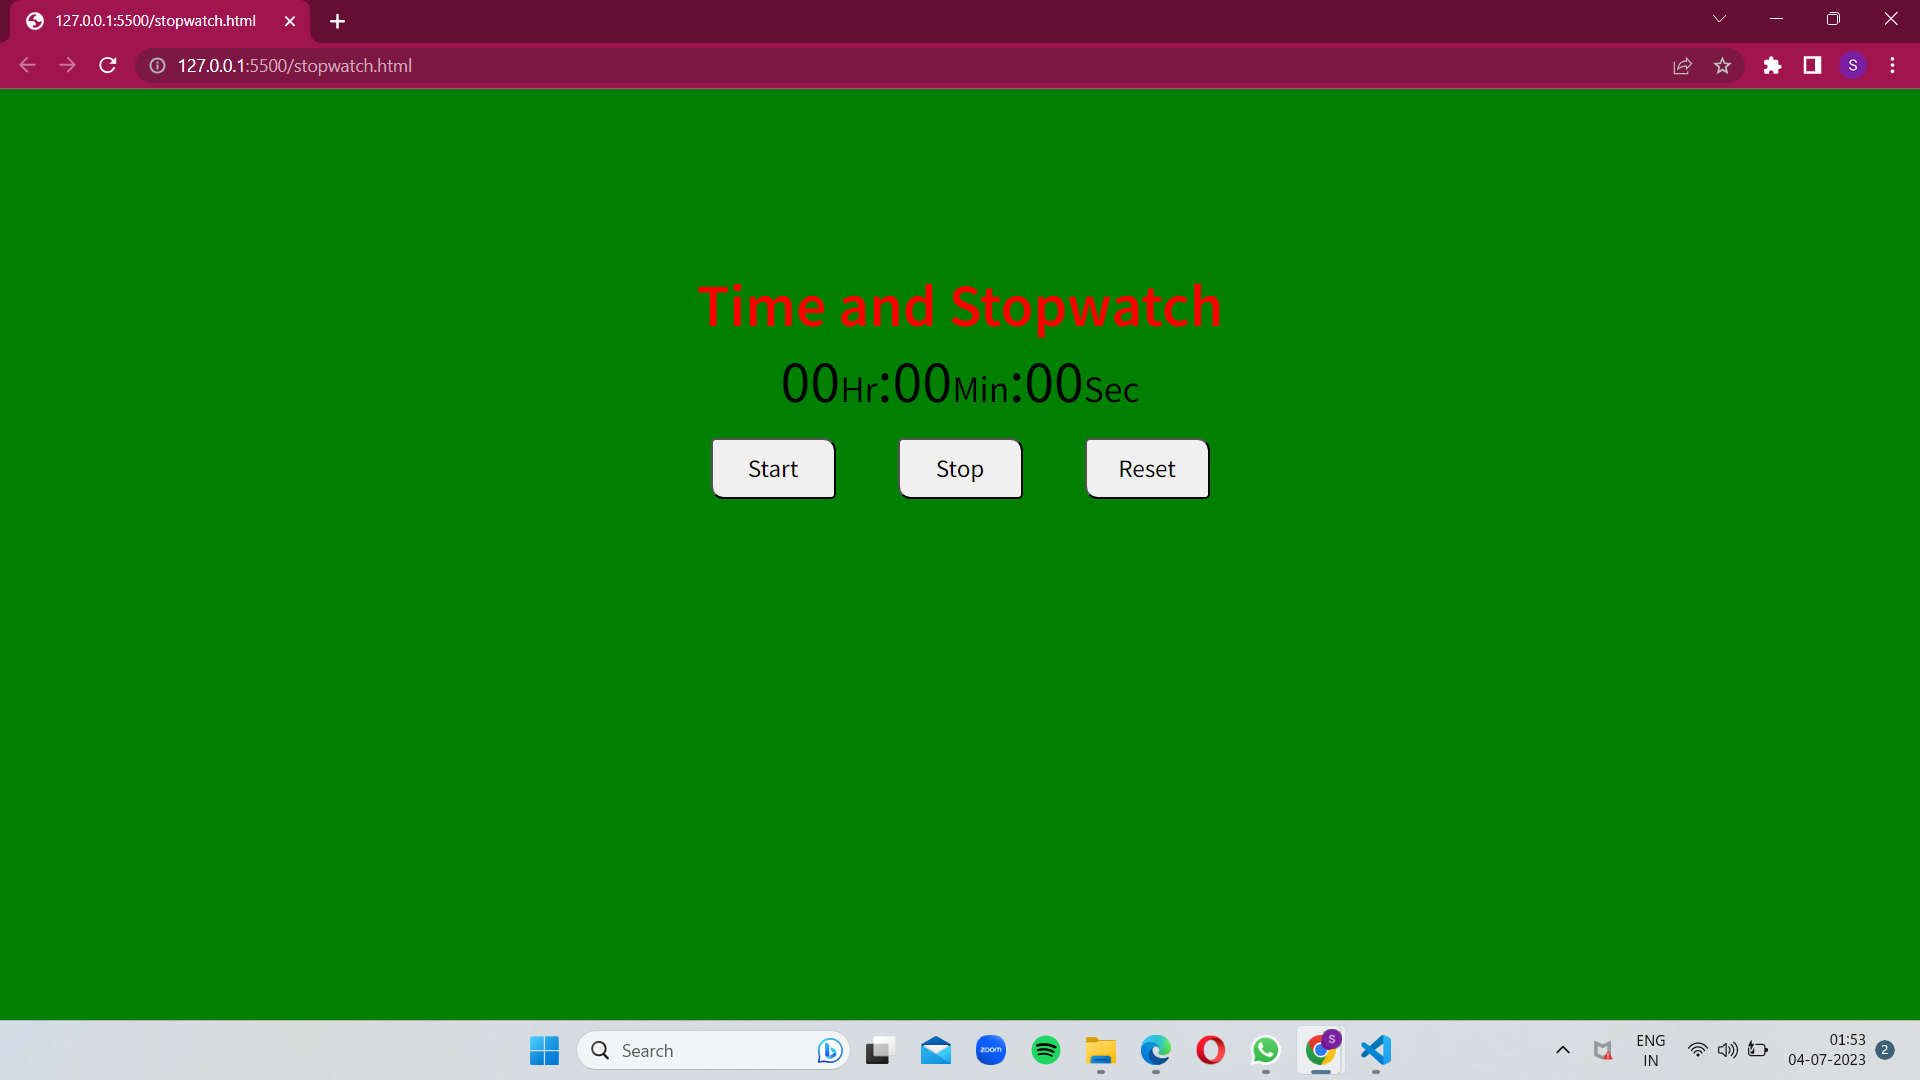 127.0.0.1:5500/stopwatch.html
127.0.0.1:5500/stopwatch.html
S
Time and Stopwatch
00Hr:00Min:00Sec
Start Stop Reset
Search
zoom
S
ENG
IN
01:53
04-07-2023
2